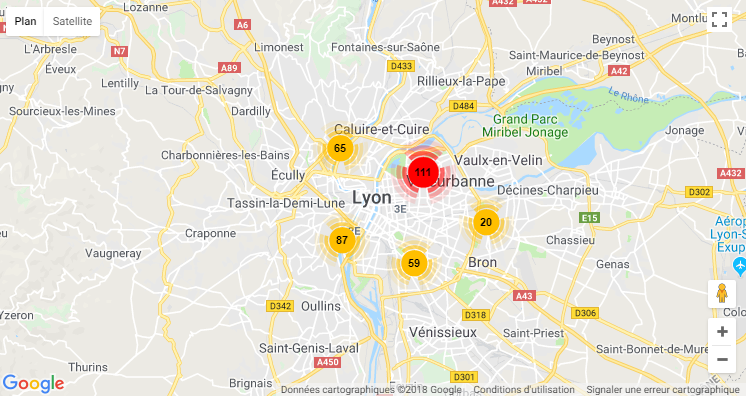 Lozanne
A432
A432
Montlu
Plan
Satellite
A6
Limonest
Fontaines-sur-Saône
Beynost
L'Arbresle
N7
Saint-Maurice-de-Beynost
Éveux
A89
D433
Miribel
A42
Lentilly
La Tour-de-Salvagny
Rillieux-la-Pape
Le Rhône
Sourcieux-les-Mines
Dardilly
D484
Grand Parc
Miribel Jonage
Caluire-et-Cuire
Jonage
65
Charbonnières-les-Bains
Vaulx-en-Velin
Écully
111
urbanne
Décines-Charpieu
Lyon
Tassin-la-Demi-Lune
3E
20
E15
Aérop
Lyon-S
Exup
Craponne
87
E
Chassieu
Vaugneray
59
Bron
Genas
A43
D342
Oullins
D318
D306
Colo
Yzeron
Vénissieux
Saint-Priest
Saint-Genis-Laval
Saint-Bonnet-de-Mure
A450
Thurins
D301
Brignais
Google
Données cartographiques ©2018 Google
Conditions d'utilisation
Signaler une erreur cartographique